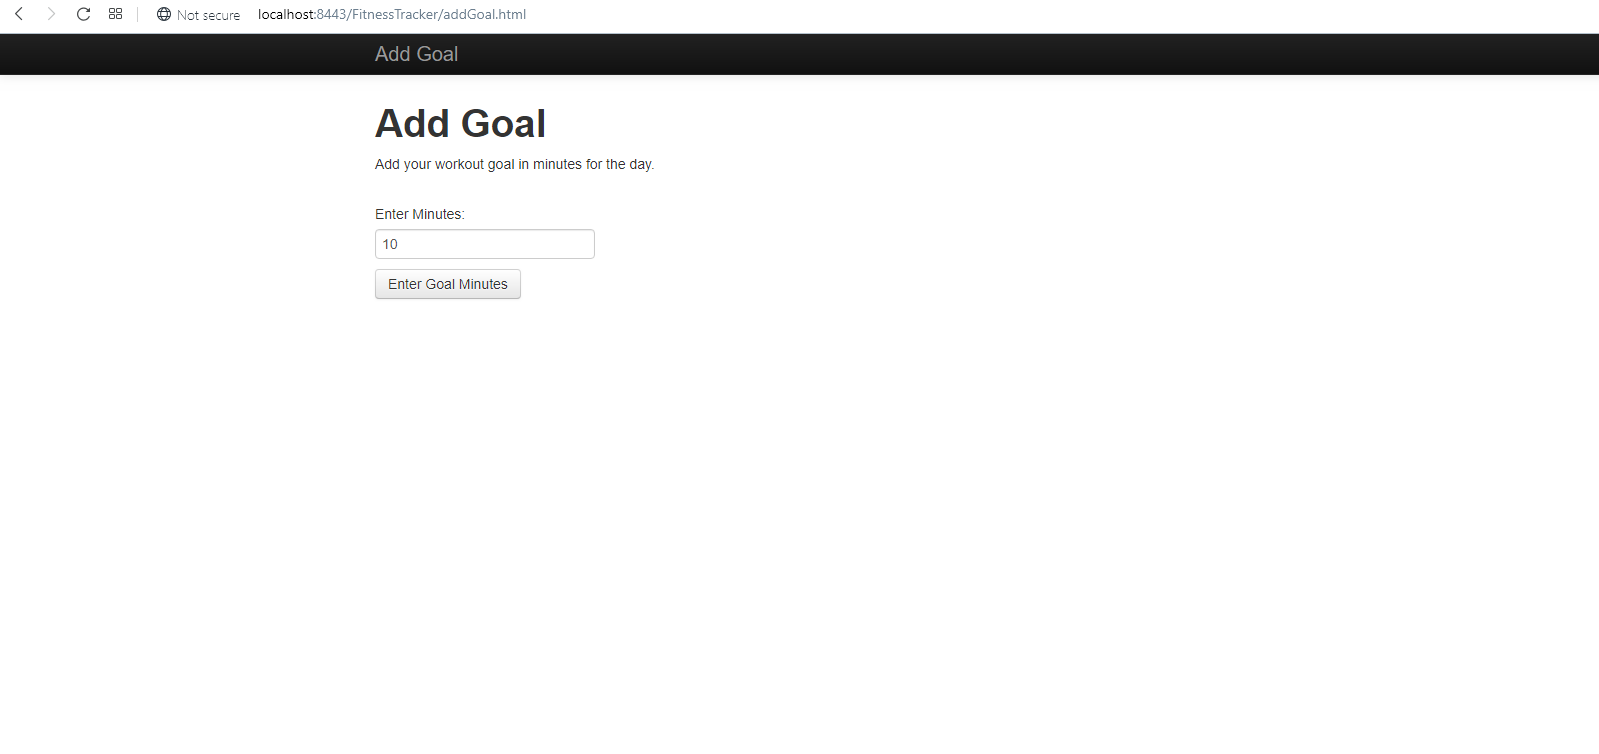 Not secure localhost:8443/FitnessTracker/addGoal.html
Add Goal
Add Goal
Add your workout goal in minutes for the day.
Enter Minutes:
10
Enter Goal Minutes